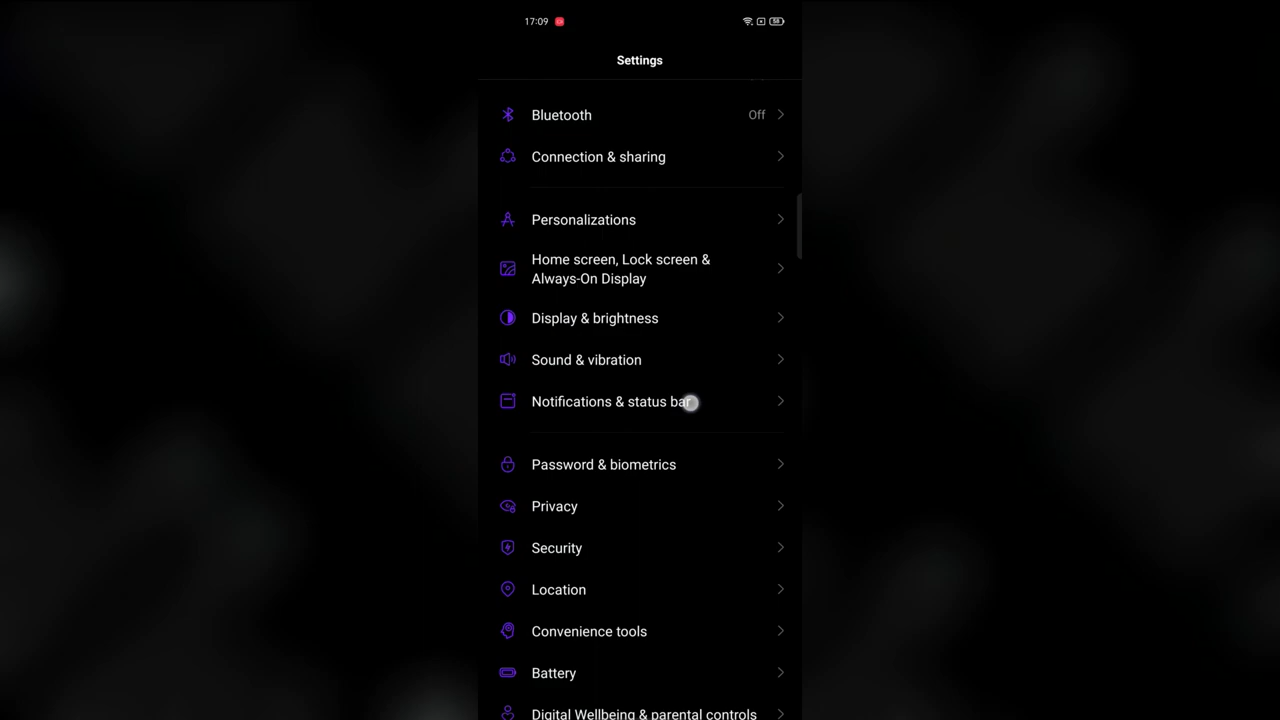 17:09
58
Settings
Bluetooth
Off
Connection & sharing
Personalizations
Home screen, Lock screen &
Always-On Display
Display & brightness
Sound & vibration
Notifications & status bar
Password & biometrics
Privacy
Security
Location
Convenience tools
Battery
Digital Wellbeing & parental controls